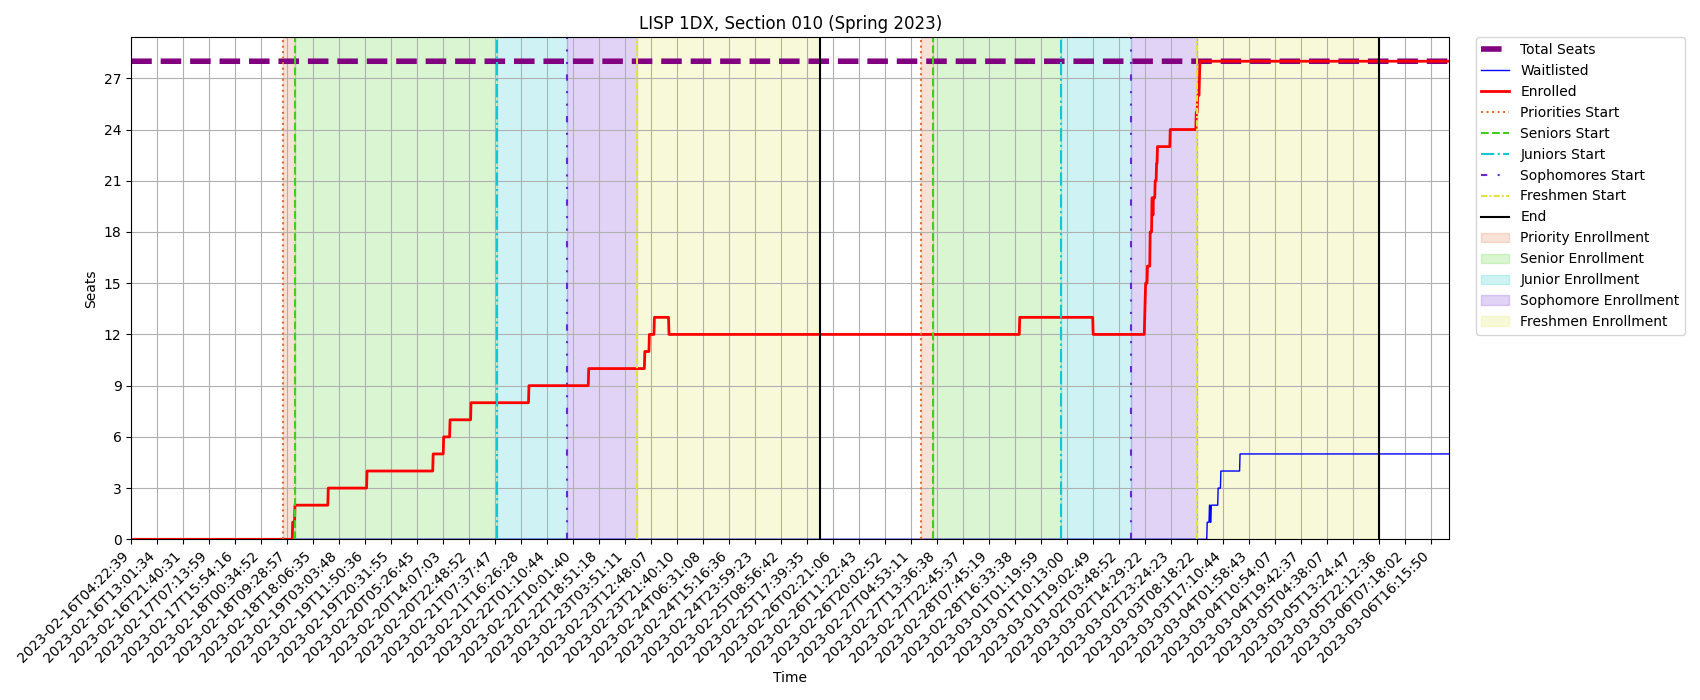 LISP 1DX, Section 010 (Spring 2023)
Total Seats
Waitlisted
Enrolled
Priorities Start
Seniors Start
Juniors Start
Sophomores Start
Freshmen Start
End
Priority Enrollment
Senior Enrollment
Junior Enrollment
Sophomore Enrollment
Freshmen Enrollment
Seats
27
24
21
18
15
12
9
6
3
0
2023-02-16T04:22:39
2023-02-16T13:01:34
2023-02-16T21:40:31
2023-02-17T07:13:59
2023-02-17T15:54:16
2023-02-18T00:34:52
2023-02-18T09:28:57
2023-02-18T18:06:35
2023-02-19T03:03:48
2023-02-19T11:50:36
2023-02-19T20:31:55
2023-02-20T05:26:45
2023-02-20T14:07:03
2023-02-20T22:48:52
2023-02-21T07:37:47
2023-02-21T16:26:28
2023-02-22T01:10:44
2023-02-22T10:01:40
2023-02-22T18:51:18
2023-02-23T03:51:11
2023-02-23T12:48:07
2023-02-23T21:40:10
2023-02-24T06:31:08
2023-02-24T15:16:36
2023-02-24T23:59:23
2023-02-25T08:56:42
2023-02-25T17:39:35
2023-02-26T02:21:06
2023-02-26T11:22:43
2023-02-26T20:02:52
2023-02-27T04:53:11
2023-02-27T13:36:38
2023-02-27T22:45:37
2023-02-28T07:45:19
2023-02-28T16:33:38
2023-03-01T01:19:59
2023-03-01T10:13:00
2023-03-01T19:02:49
2023-03-02T03:48:52
2023-03-02T14:29:22
2023-03-02T23:24:23
2023-03-03T08:18:22
2023-03-03T17:10:44
2023-03-04T01:58:43
2023-03-04T10:54:07
2023-03-04T19:42:37
2023-03-05T04:38:07
2023-03-05T13:24:47
2023-03-05T22:12:36
2023-03-06T07:18:02
2023-03-06T16:15:50
Time